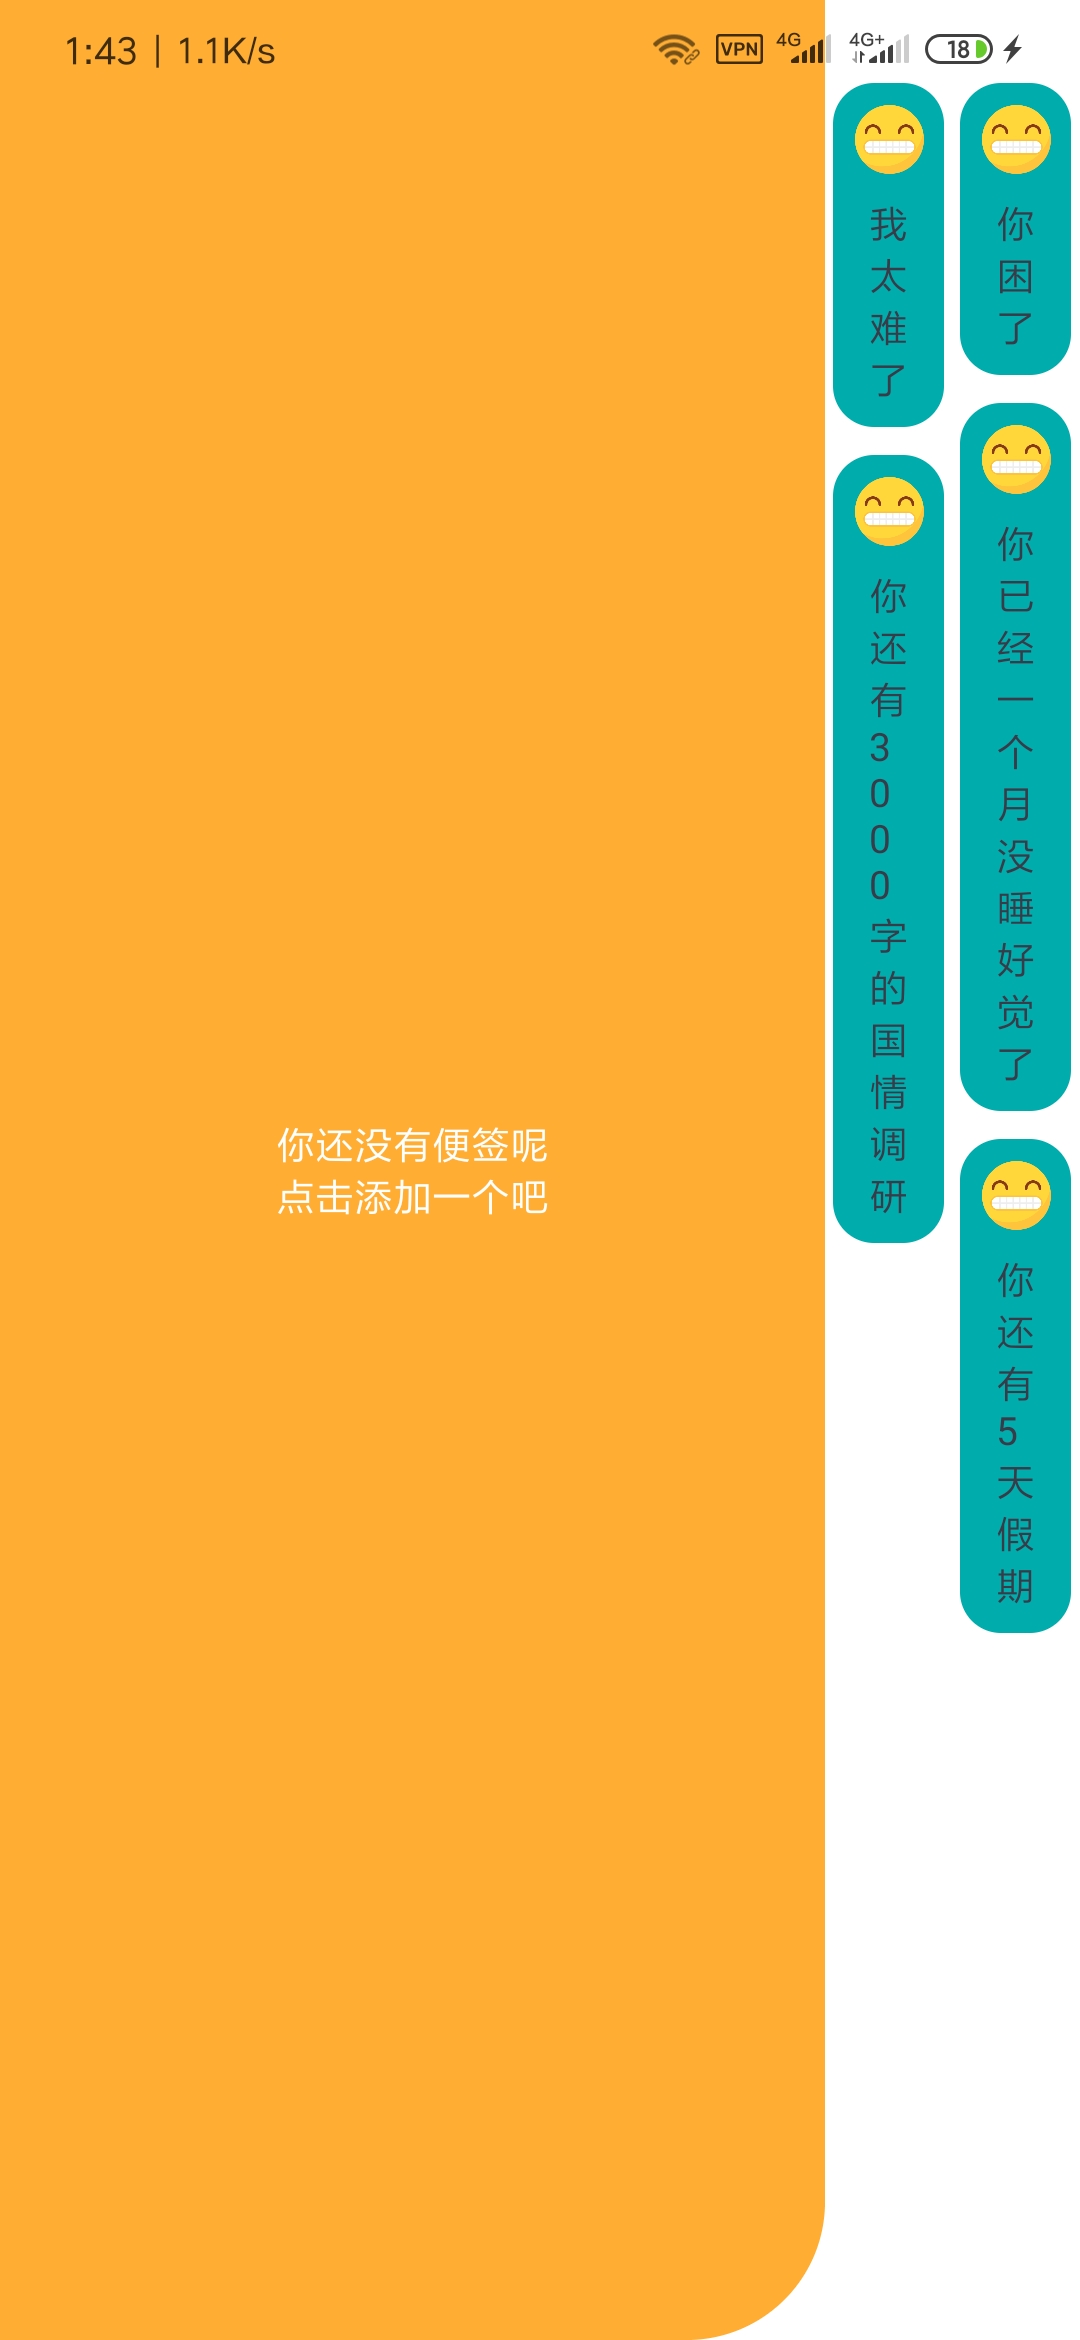 1:43 | 1.1K/s
VPN 4G 4G+ 18
你困了
你已经一个月没睡好觉了
你还有5天假期
我太难了
你还有3000字的国情调研
你还没有便签呢
点击添加一个吧